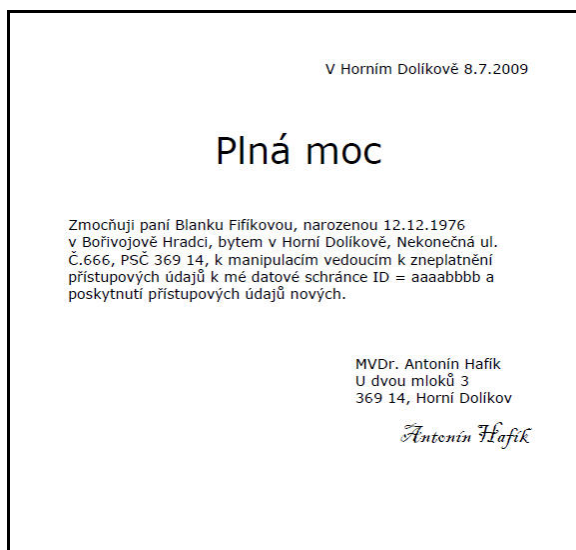 V Horním Dolíkově 8.7.2009
Plná moc
Zmocňuji paní Blanku Fifíkovou, narozenou 12.12.1976
v Bořivojově Hradci, bytem v Horní Dolíkově, Nekonečná ul.
Č.666, PSČ 369 14, k manipulacím vedoucím k zneplatnění
přístupových údajů k mé datové schránce ID = aaaabbbb a
poskytnutí přístupových údajů nových.
MVDr. Antonín Hafík
U dvou mloků 3
369 14, Horní Dolíkov
Antonín Hafík